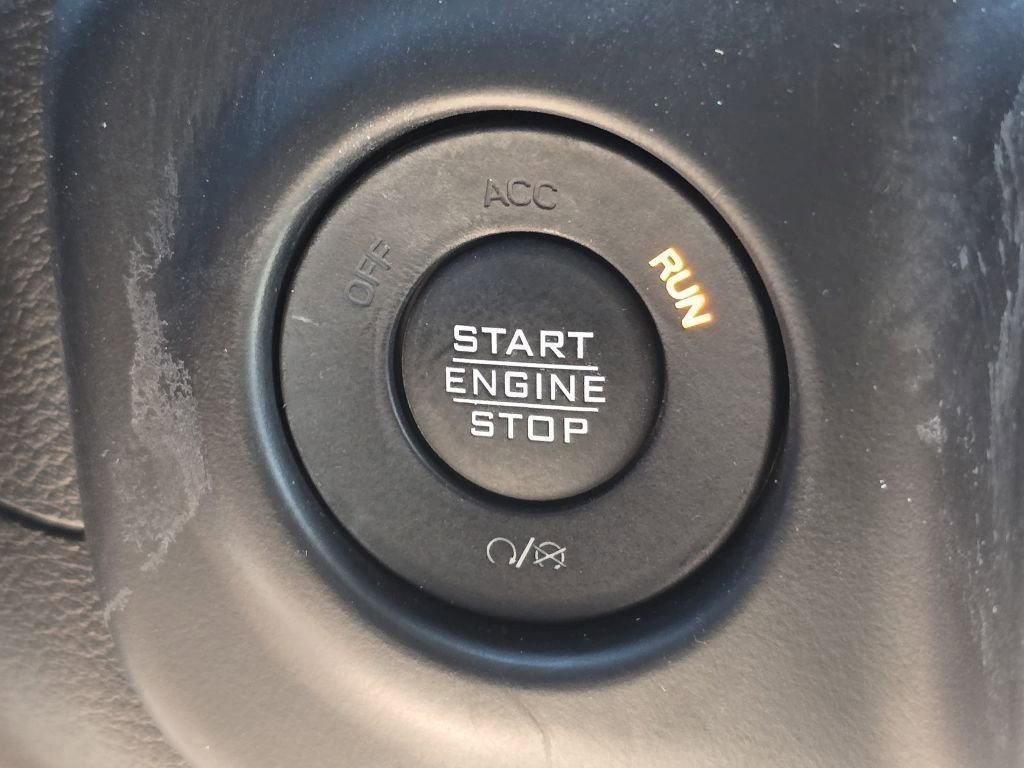 ACC
OFF
RUN
START
ENGINE
STOP